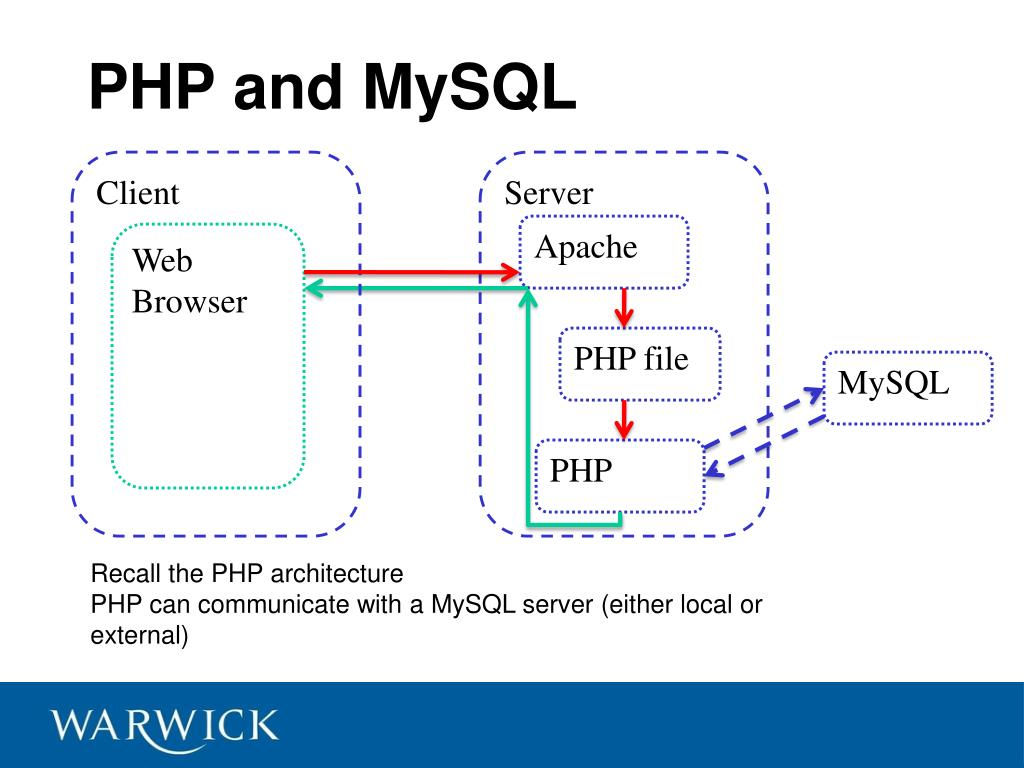 PHP and MySQL
Client
Web
Browser
Server
Apache
PHP file
PHP
MySQL
Recall the PHP architecture
PHP can communicate with a MySQL server (either local or
external)
WARWICK